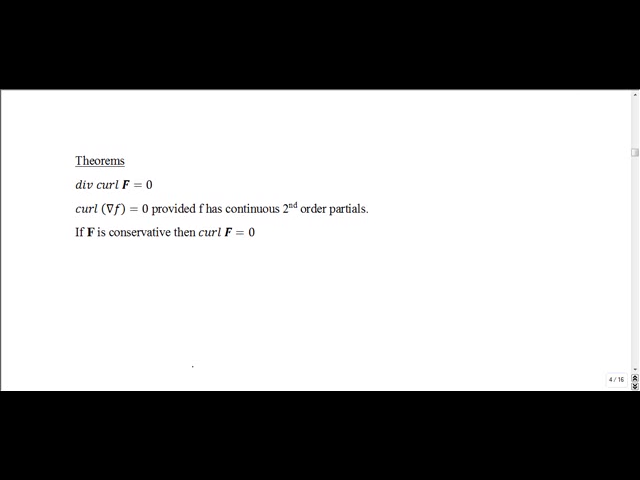 Theorems
div curl F = 0
curl (∇f) = 0 provided f has continuous 2nd order partials.
If F is conservative then curl F = 0
4 / 16